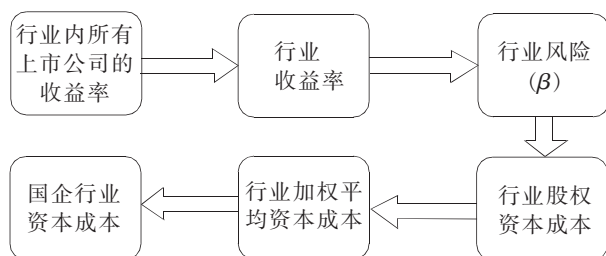 行业内所有
上市公司的
收益率
行业
收益率
行业风险
(β)
行业股权
资本成本
行业加权平
均资本成本
国企行业
资本成本